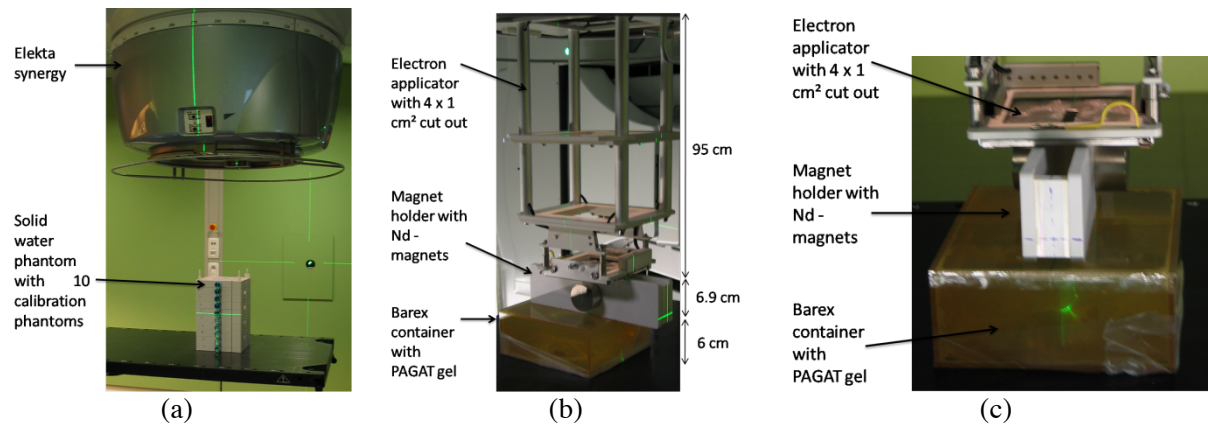 Elekta
synergy
Solid
water
phantom
with 10
calibration
phantoms
(a)
Electron
applicator
with 4 x 1
cm² cut out
Magnet
holder with
Nd -
magnets
Barex
container
with
PAGAT gel
95 cm
6.9 cm
6 cm
(b)
Electron
applicator
with 4 x 1
cm² cut out
Magnet
holder with
Nd -
magnets
Barex
container
with
PAGAT gel
(c)